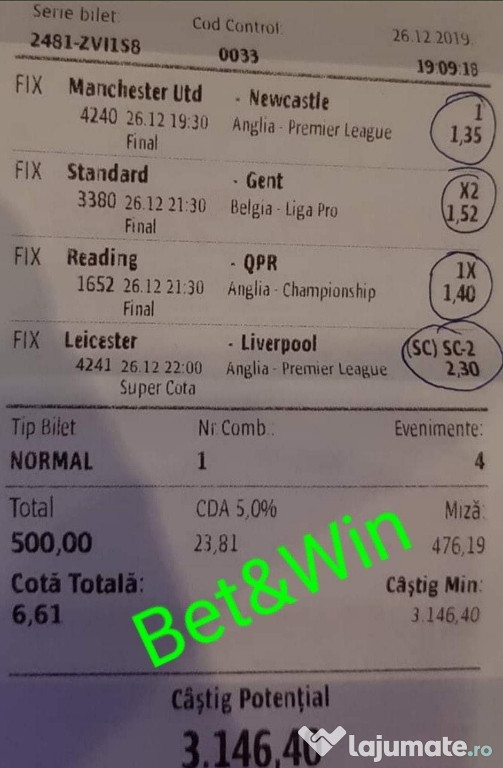 Serie bilet: Cod Control: 26.12 2019
2481-ZVI1S8 0033 19:09:18
FIX Manchester Utd - Newcastle 1
4240 26.12 19:30 Anglia - Premier League 1,35
Final
FIX Standard - Gent X2
3380 26.12 21:30 Belgia - Liga Pro 1,52
Final
FIX Reading - QPR 1X
1652 26.12 21:30 Anglia - Championship 1,40
Final
FIX Leicester - Liverpool (SC) SC-2
4241 26.12 22:00 Anglia - Premier League 2,30
Super Cota
Tip Bilet Nr Comb.: Evenimente:
NORMAL 1 4
Total CDA 5,0% Miză:
500,00 23,81 476,19
Cotă Totală: Câştig Min:
6,61 3.146,40
Bet&Win
Câştig Potenţial
3.146,40
lajumate.ro